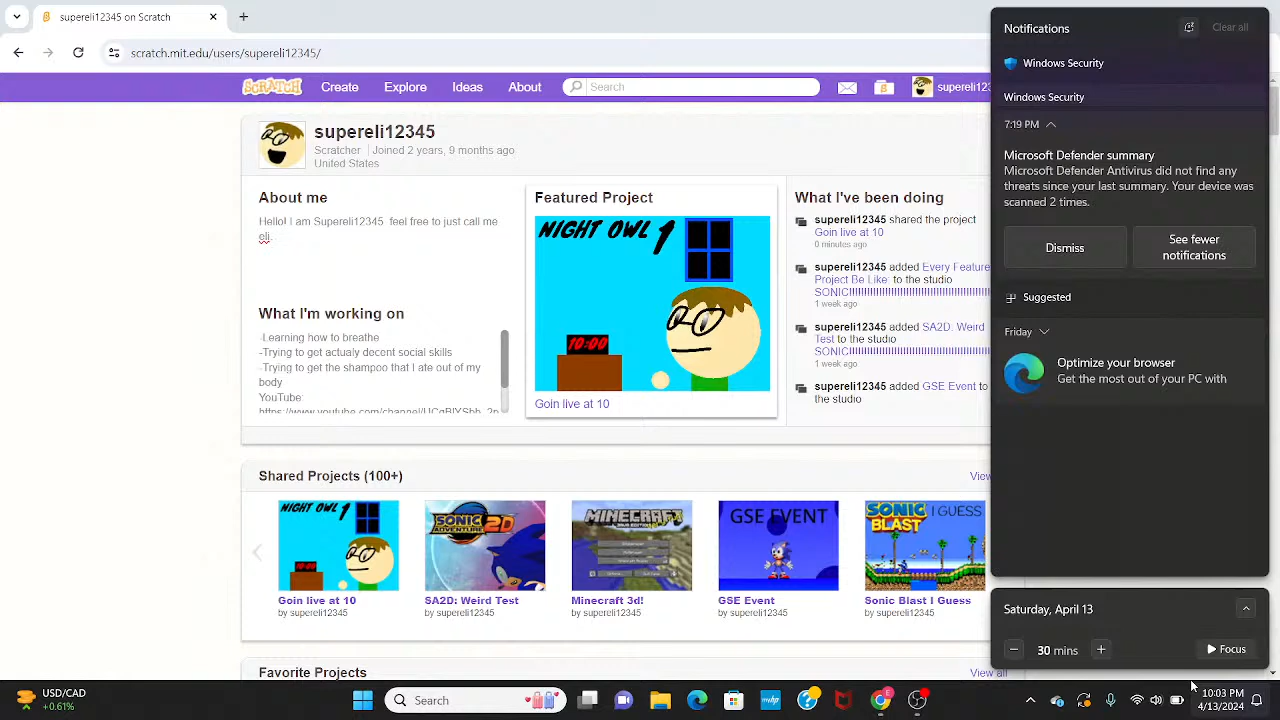 supereli12345 on Scratch
scratch.mit.edu/users/supereli12345/
SCRATCH
Create
Explore
Ideas
About
Search
supereli12
supereli12345
Scratcher
Joined 2 years, 9 months ago
United States
About me
Hello! I am Supereli12345 feel free to just call me
eli.
What I'm working on
-Learning how to breathe
-Trying to get actualy decent social skills
-Trying to get the shampoo that I ate out of my
body
YouTube:
Featured Project
NIGHT OWL 1
10:00
Goin live at 10
What I've been doing
supereli12345 shared the project
Goin live at 10
0 minutes ago
supereli12345 added Every Feature
Project Be Like: to the studio
1 week ago
supereli12345 added SA2D: Weird
Test to the studio
1 week ago
supereli12345 added GSE Event to
the studio
Shared Projects (100+)
View
NIGHT OWL 1
10:00
Goin live at 10
by supereli12345
SONIC ADVENTURE 2D
SA2D: Weird Test
by supereli12345
MINECRAFT
Minecraft 3d!
by supereli12345
GSE EVENT
GSE Event
by supereli12345
SONIC BLAST I GUESS
Sonic Blast I Guess
by supereli12345
Favorite Projects
View all
Notifications
Clear all
Windows Security
Windows Security
7:19 PM
Microsoft Defender summary
Microsoft Defender Antivirus did not find any
threats since your last summary. Your device was
scanned 2 times.
Dismiss
See fewer
notifications
Suggested
Friday
Optimize your browser
Get the most out of your PC with
Saturday, April 13
30 mins
Focus
USD/CAD
+0.61%
Search
10:03 PM
4/13/2024